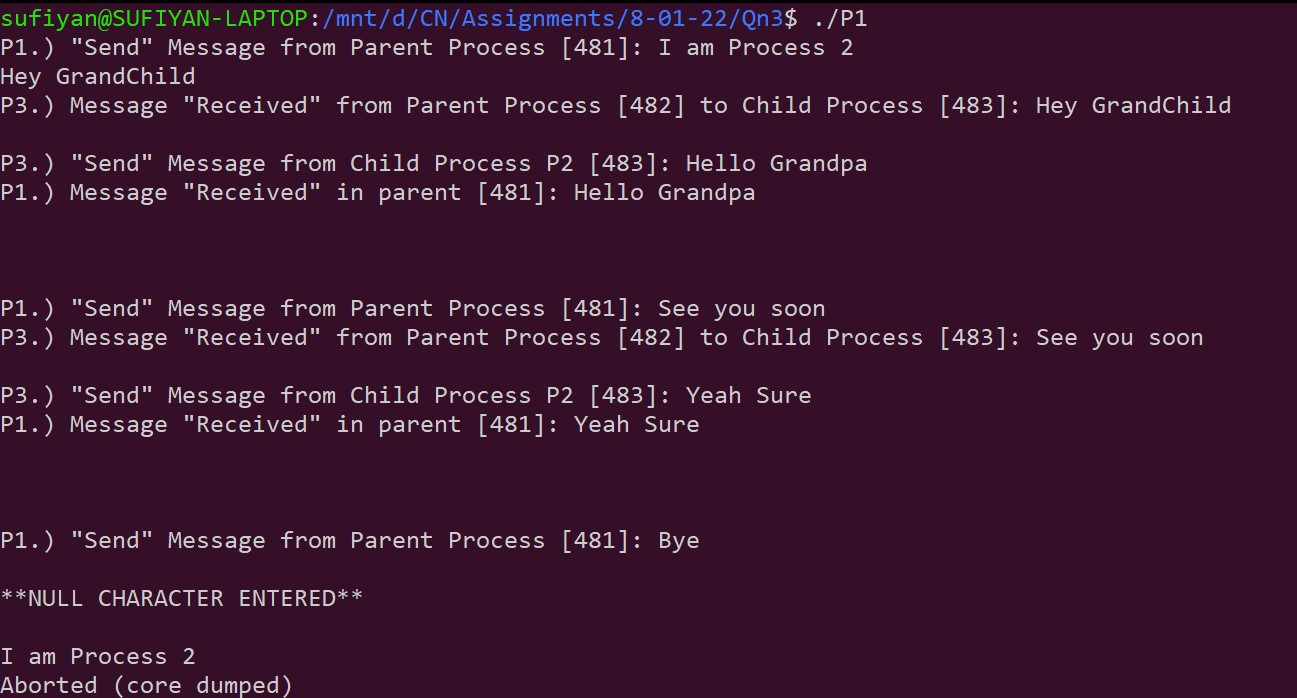 sufiyan@SUFIYAN-LAPTOP:/mnt/d/CN/Assignments/8-01-22/Qn3$ ./P1
P1.) "Send" Message from Parent Process [481]: I am Process 2
Hey GrandChild
P3.) Message "Received" from Parent Process [482] to Child Process [483]: Hey GrandChild
P3.) "Send" Message from Child Process P2 [483]: Hello Grandpa
P1.) Message "Received" in parent [481]: Hello Grandpa
P1.) "Send" Message from Parent Process [481]: See you soon
P3.) Message "Received" from Parent Process [482] to Child Process [483]: See you soon
P3.) "Send" Message from Child Process P2 [483]: Yeah Sure
P1.) Message "Received" in parent [481]: Yeah Sure
P1.) "Send" Message from Parent Process [481]: Bye
**NULL CHARACTER ENTERED**
I am Process 2
Aborted (core dumped)